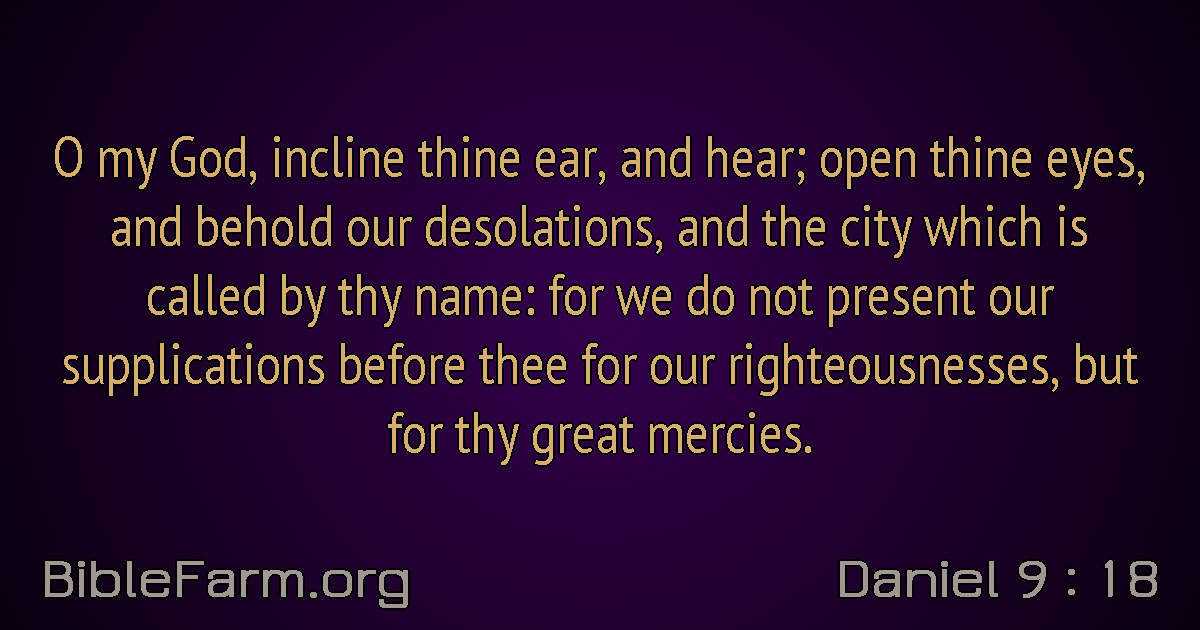 O my God, incline thine ear, and hear; open thine eyes,
and behold our desolations, and the city which is
called by thy name: for we do not present our
supplications before thee for our righteousnesses, but
for thy great mercies.
BibleFarm.org
Daniel 9 : 18